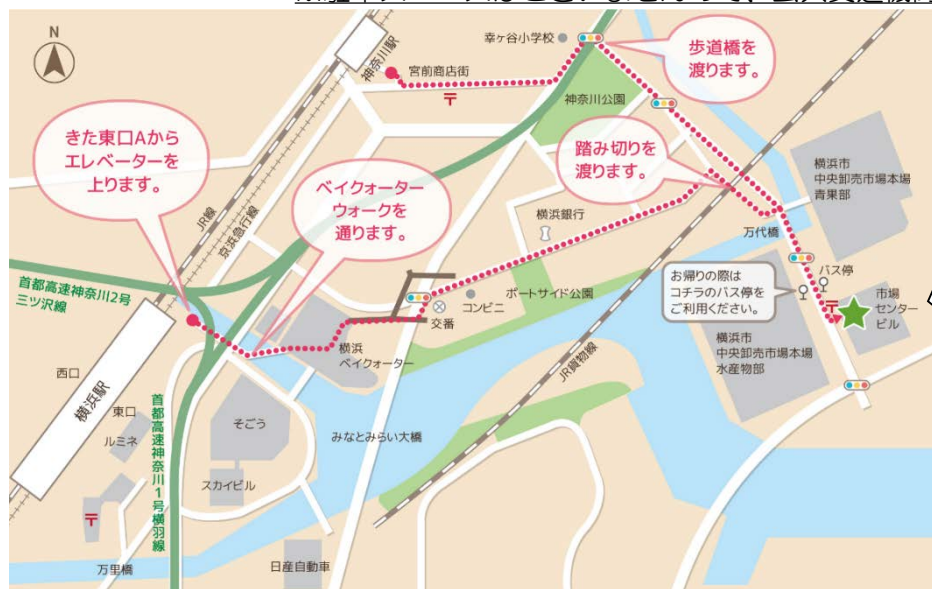 N
神奈川駅
宮前商店街
幸ヶ谷小学校
歩道橋を
渡ります。
神奈川公園
きた東口Aから
エレベーターを
上ります。
ベイクォーター
ウォークを
通ります。
踏み切りを
渡ります。
横浜市
中央卸売市場本場
青果部
JR線
京浜急行線
横浜銀行
万代橋
首都高速神奈川2号
三ツ沢線
ポートサイド公園
コンビニ
交番
お帰りの際は
コチラのバス停を
ご利用ください。
バス停
市場
センター
ビル
横浜
ベイクォーター
JR貨物線
横浜市
中央卸売市場本場
水産物部
西口
横浜駅
東口
ルミネ
首都高速神奈川1号横羽線
そごう
みなとみらい大橋
スカイビル
万里橋
日産自動車